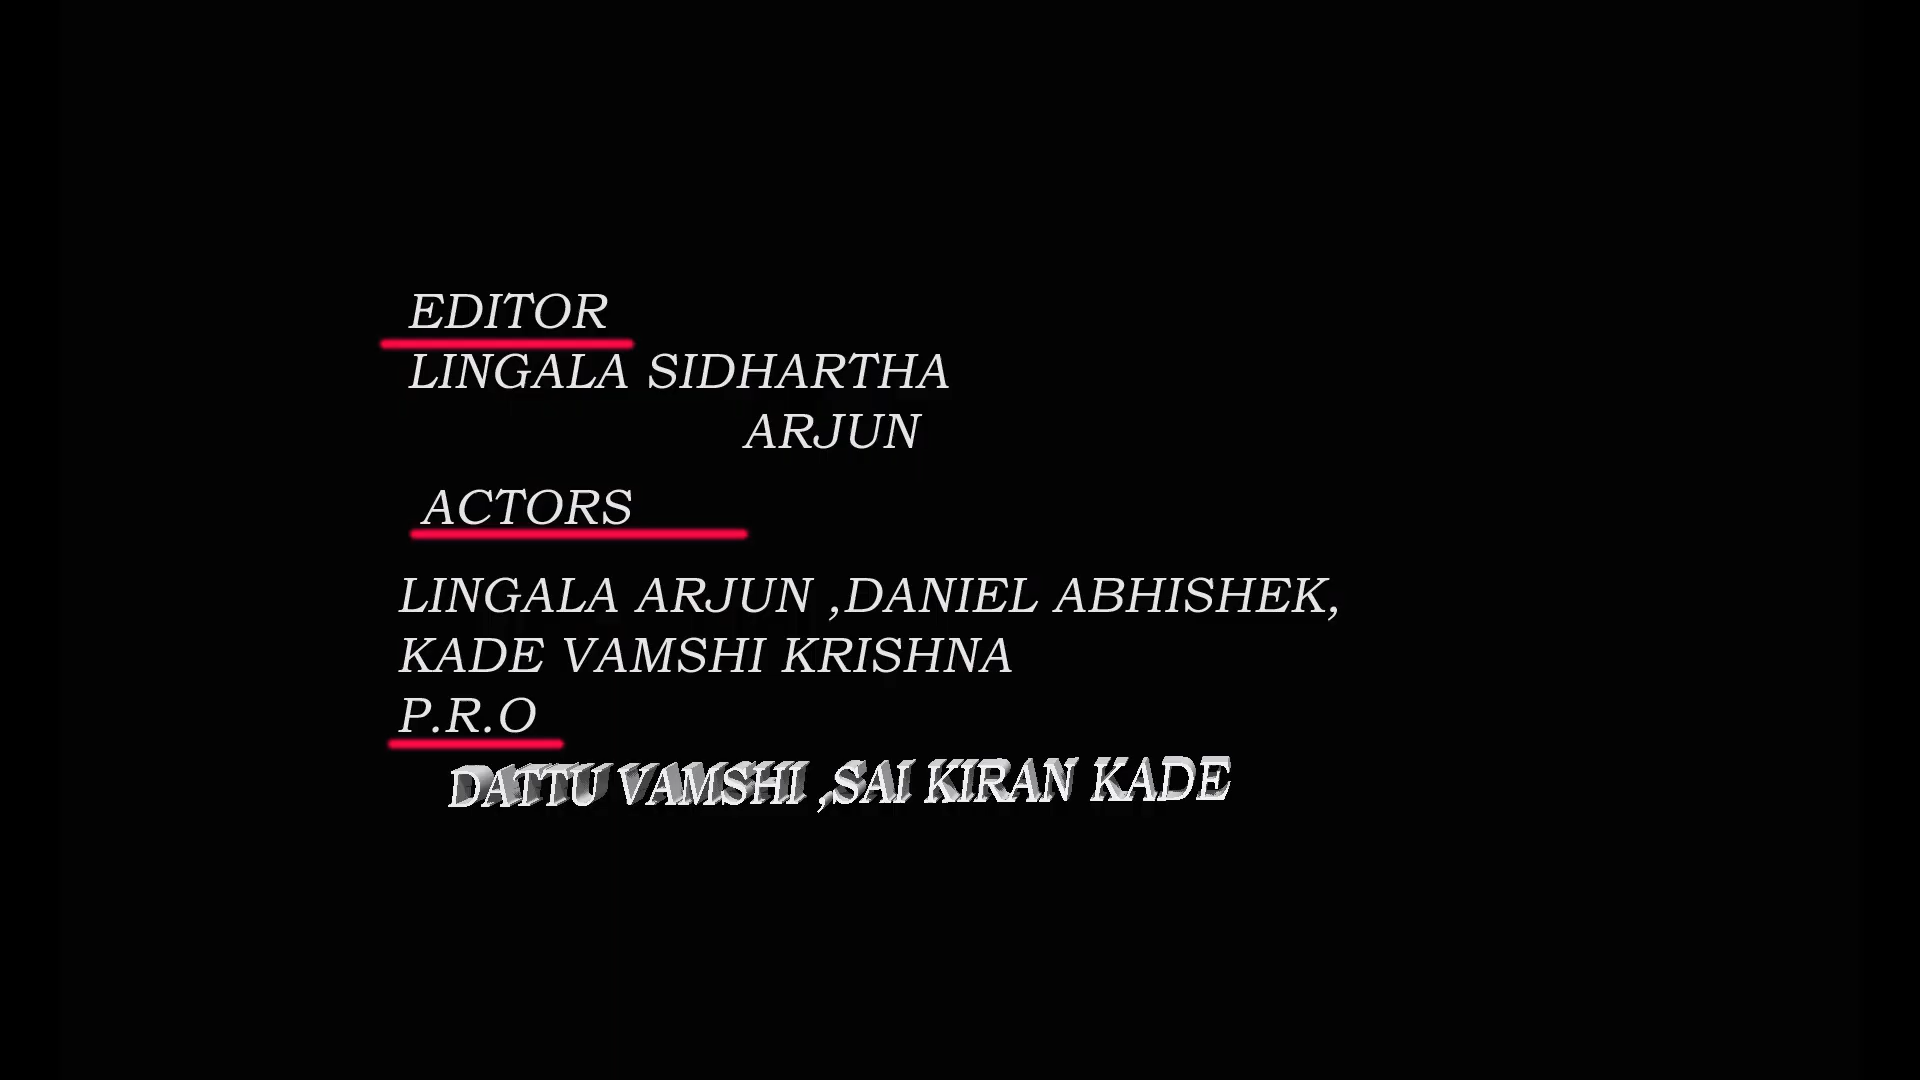 EDITOR
LINGALA SIDHARTHA
ARJUN
ACTORS
LINGALA ARJUN ,DANIEL ABHISHEK,
KADE VAMSHI KRISHNA
P.R.O
DATTU VAMSHI ,SAI KIRAN KADE